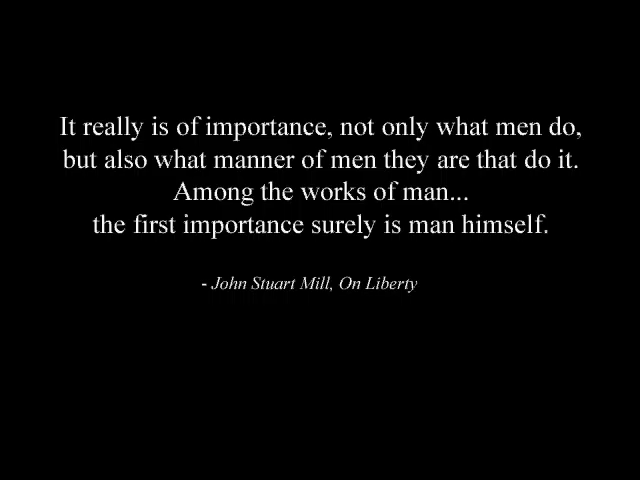 It really is of importance, not only what men do,
but also what manner of men they are that do it.
Among the works of man...
the first importance surely is man himself.
- John Stuart Mill, On Liberty